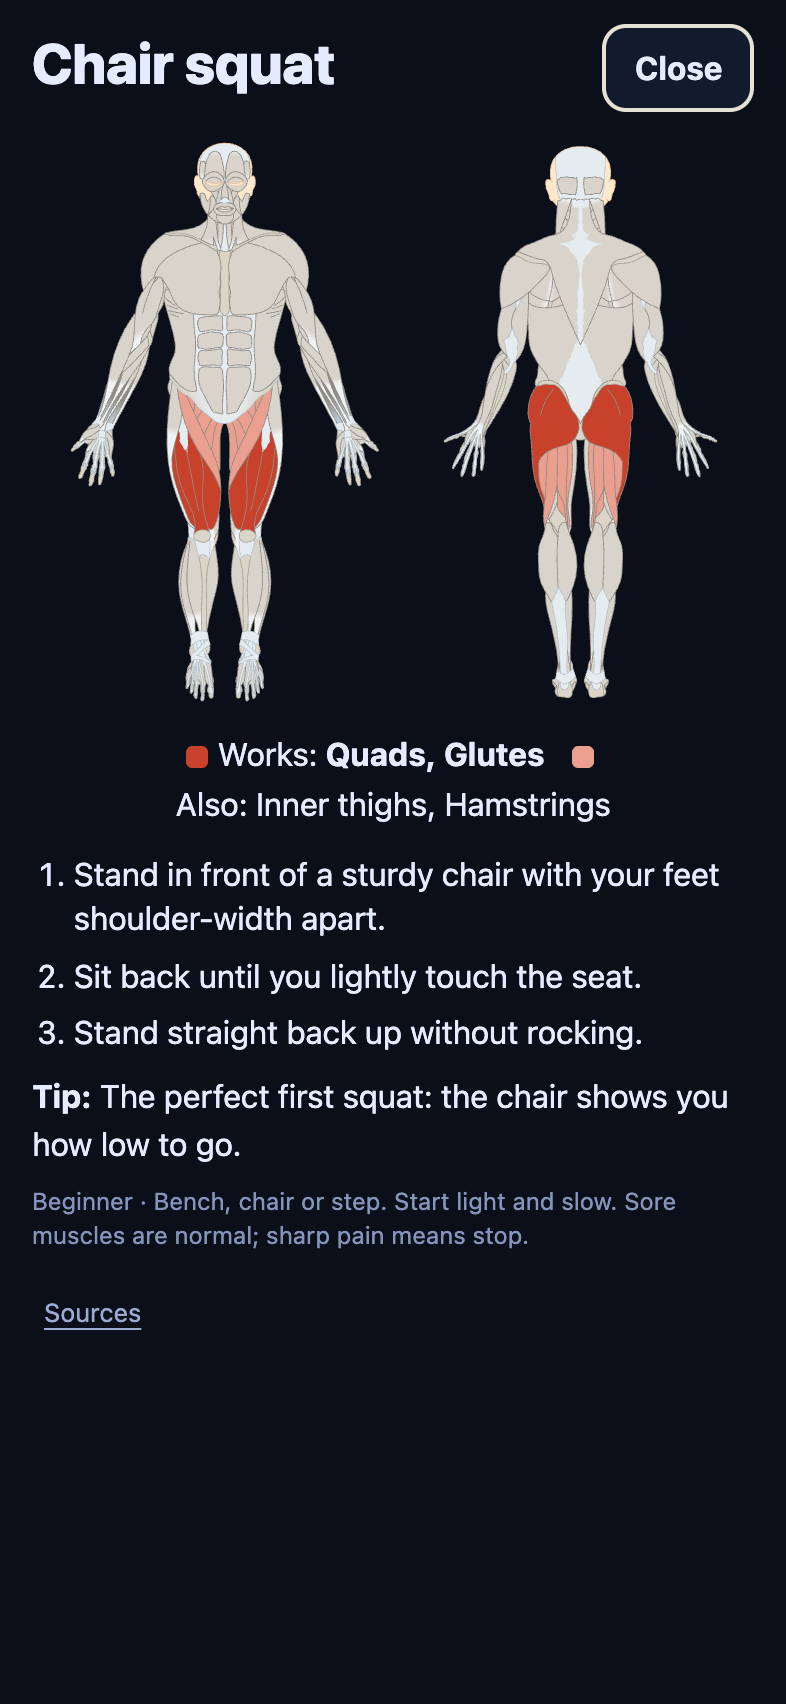 Chair squat
Close
Works: Quads, Glutes
Also: Inner thighs, Hamstrings
1. Stand in front of a sturdy chair with your feet
shoulder-width apart.
2. Sit back until you lightly touch the seat.
3. Stand straight back up without rocking.
Tip: The perfect first squat: the chair shows you
how low to go.
Beginner · Bench, chair or step. Start light and slow. Sore
muscles are normal; sharp pain means stop.
Sources